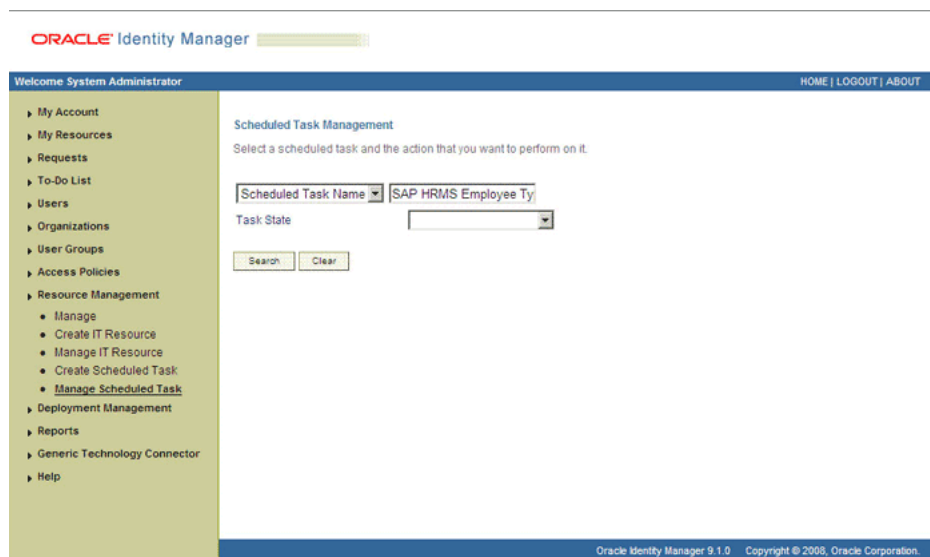 ORACLE' Identity Manager
Welcome System Administrator
HOME | LOGOUT | ABOUT
My Account
My Resources
Requests
To-Do List
Users
Organizations
User Groups
Access Policies
Resource Management
Manage
Create IT Resource
Manage IT Resource
Create Scheduled Task
Manage Scheduled Task
Deployment Management
Reports
Generic Technology Connector
Help
Scheduled Task Management
Select a scheduled task and the action that you want to perform on it.
Scheduled Task Name SAP HRMS Employee Ty
Task State
Search Clear
Oracle Identity Manager 9.1.0 Copyright © 2008, Oracle Corporation.